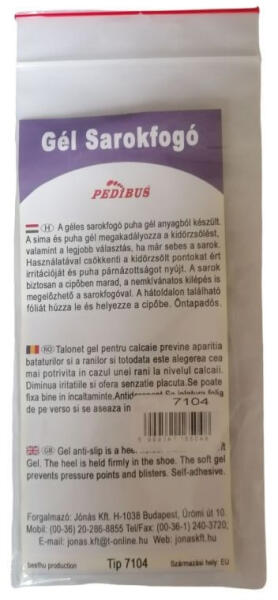 Gél Sarokfogó
PEDIBUS
H A géles sarokfogó puha gél anyagból készült.
A sima és puha gél megakadályozza a kidörzsölést,
valamint a legjobb választás, ha már sebes a sarok.
Használatával csökkenti a kidörzsölt pontokat ért
irritációját és puha párnázottságot nyújt. A sarok
biztosan a cipőben marad, a nemkívánatos kilépés is
megelőzhető a sarokfogóval. A hátoldalon található
fóliát húzza le és helyezze a cipőbe. Öntapadós.
RO Talonet gel pentru calcaie previne aparitia
bataturilor si a ranilor si totodata este alegerea cea
mai potrivita in cazul unei rani la nivelul calcaii.
Diminua iritatiile si ofera senzatie placuta. Se poate
fixa bine in incaltaminte. folia
de pe verso si se aseaza in
7104
GB Gel anti-slip is a
Gel. The heel is held firmly in the shoe. The soft gel
prevents pressure points and blisters. Self-adhesive.
Forgalmazó: Jónás Kft. H-1038 Budapest, Ürömi út 10.
Mobil: (00-36) 20-286-8855 Tel/Fax: (00-36-1) 240-3720;
E-mail: jonas.kft@t-online.hu Web: jonaskft.hu
besthu production Tip 7104 Származási hely: EU